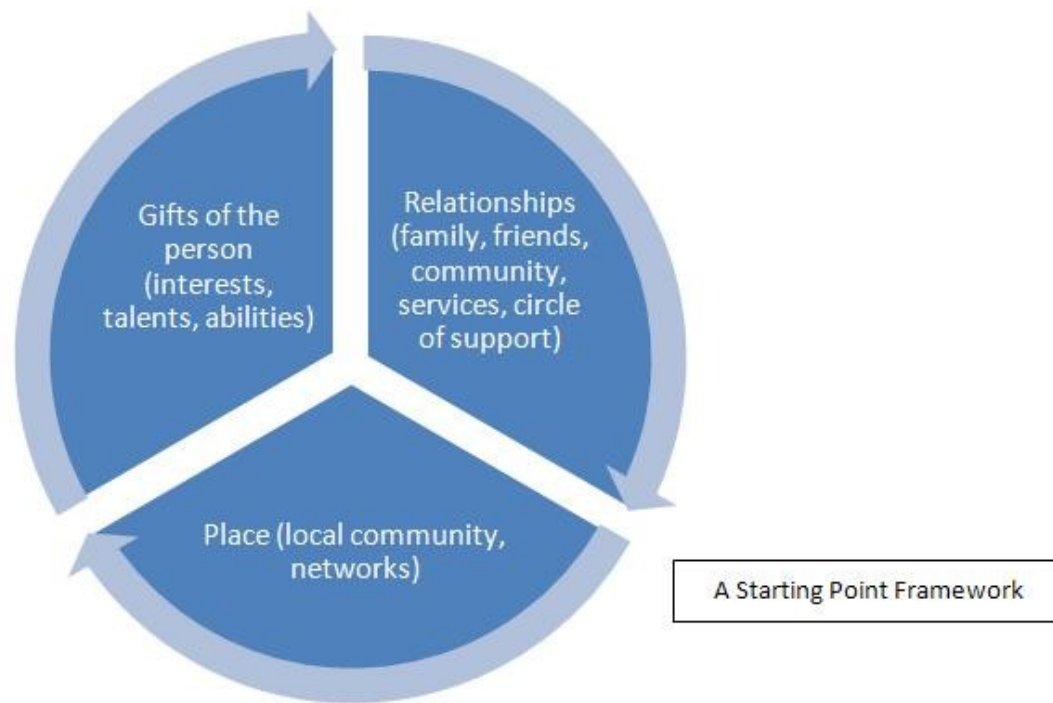 Gifts of the
person
(interests,
talents, abilities)
Relationships
(family, friends,
community,
services, circle
of support)
Place (local community,
networks)
A Starting Point Framework